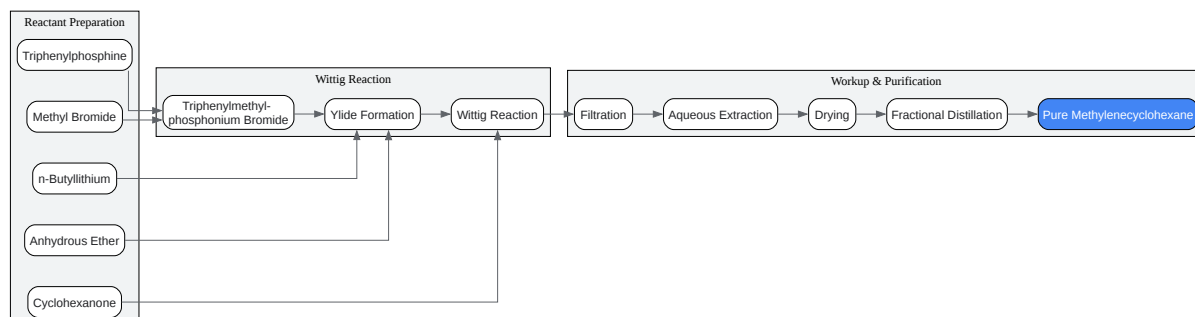 Reactant Preparation
Triphenylphosphine
Methyl Bromide
n-Butyllithium
Anhydrous Ether
Cyclohexanone
Wittig Reaction
Triphenylmethyl-
phosphonium Bromide
Ylide Formation
Wittig Reaction
Workup & Purification
Filtration
Aqueous Extraction
Drying
Fractional Distillation
Pure Methylenecyclohexane